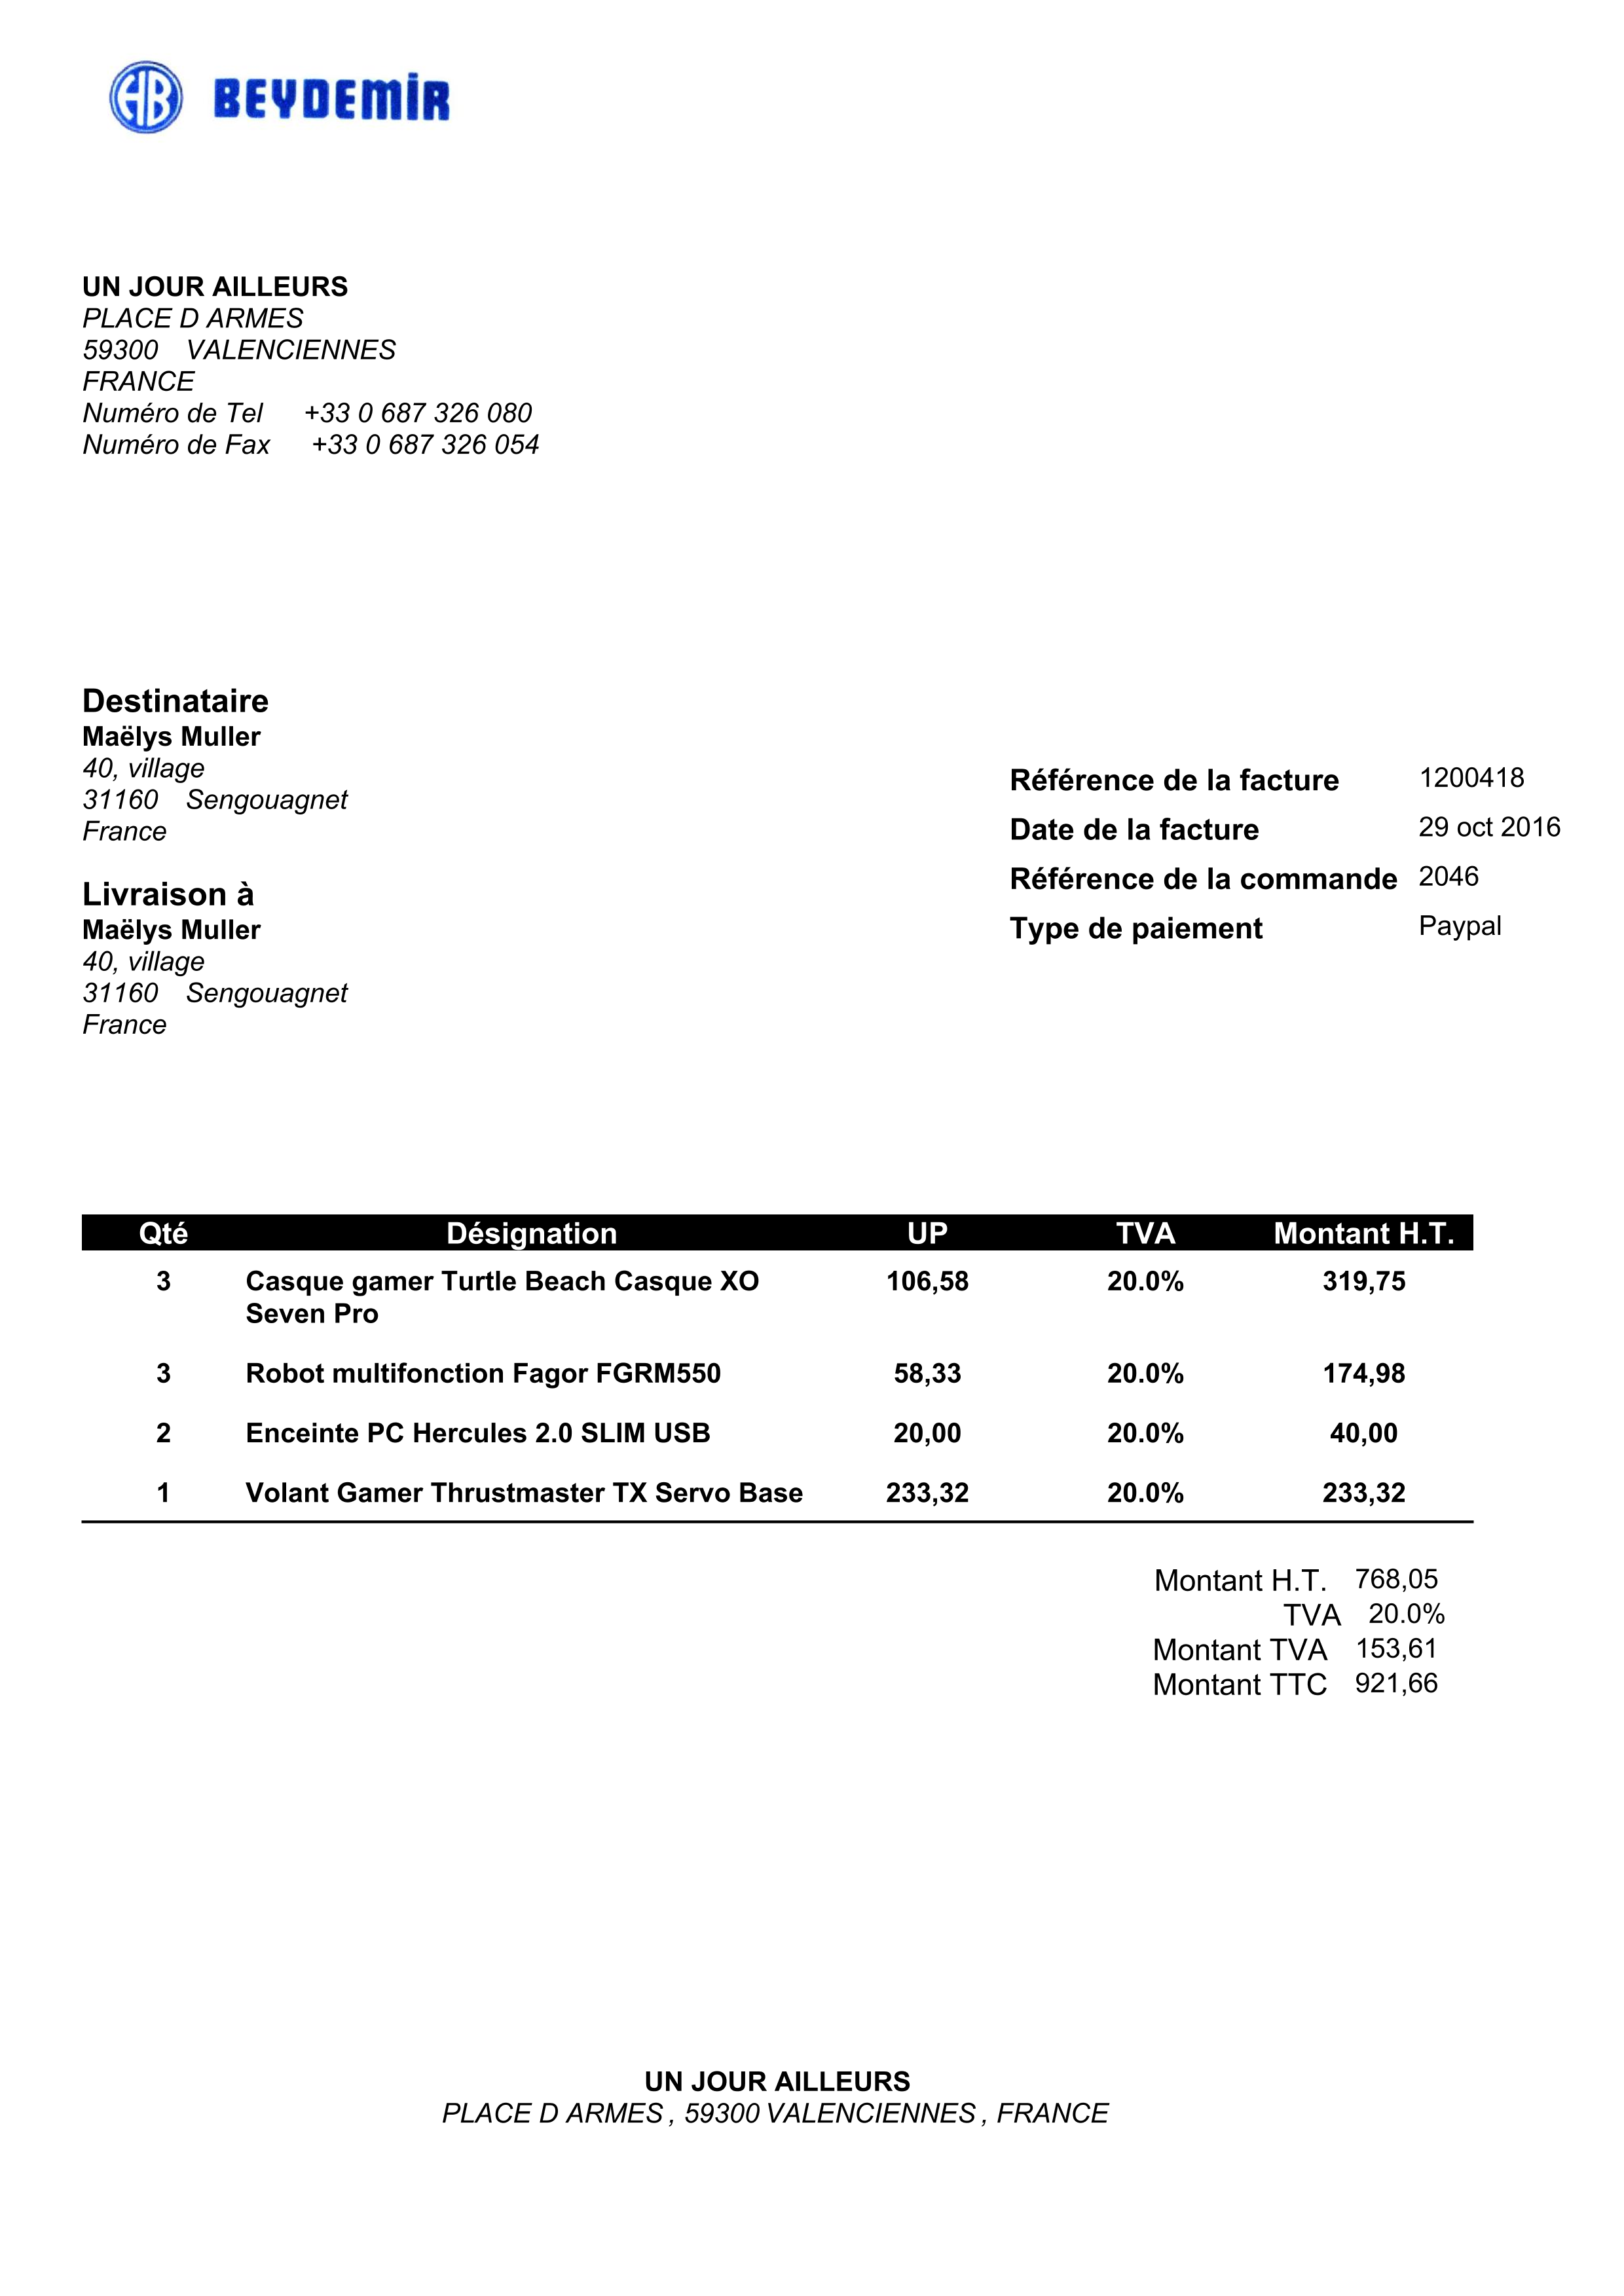 HB BEYDEMİR
UN JOUR AILLEURS
PLACE D ARMES
59300 VALENCIENNES
FRANCE
Numéro de Tel +33 0 687 326 080
Numéro de Fax +33 0 687 326 054
Destinataire
Maëlys Muller
40, village
31160 Sengouagnet
France
Livraison à
Maëlys Muller
40, village
31160 Sengouagnet
France
Référence de la facture 1200418
Date de la facture 29 oct 2016
Référence de la commande 2046
Type de paiement Paypal
Qté Désignation UP TVA Montant H.T.
3 Casque gamer Turtle Beach Casque XO 106,58 20.0% 319,75
Seven Pro
3 Robot multifonction Fagor FGRM550 58,33 20.0% 174,98
2 Enceinte PC Hercules 2.0 SLIM USB 20,00 20.0% 40,00
1 Volant Gamer Thrustmaster TX Servo Base 233,32 20.0% 233,32
Montant H.T. 768,05
TVA 20.0%
Montant TVA 153,61
Montant TTC 921,66
UN JOUR AILLEURS
PLACE D ARMES , 59300 VALENCIENNES , FRANCE